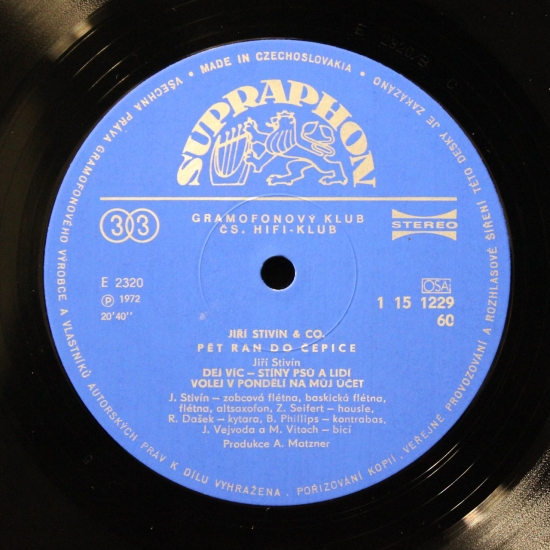 VŠECHNA PRÁVA GRAMOFONOVÉHO VÝROBCE A VLASTNÍKŮ AUTORSKÝCH PRÁV K DÍLU VYHRAŽENA. POŘIZOVÁNÍ KOPIÍ, VEŘEJNÉ PROVOZOVÁNÍ A ROZHLASOVÉ ŠÍŘENÍ TÉTO DESKY JE ZAKÁZÁNO
• MADE IN CZECHOSLOVAKIA •
SUPRAPHON
33
GRAMOFONOVÝ KLUB
ČS. HIFI-KLUB
STEREO
E 2320
Ⓟ 1972
20'40''
OSA
1 15 1229
60
JIŘÍ STIVÍN & CO.
PĚT RAN DO ČEPICE
Jiří Stivín
DEJ VÍC – STÍNY PSŮ A LIDÍ
VOLEJ V PONDĚLÍ NA MŮJ ÚČET
J. Stivín – zobcová flétna, baskická flétna,
flétna, altsaxofon, Z. Seifert – housle,
R. Dašek – kytara, B. Phillips – kontrabas,
J. Vejvoda a M. Vitoch – bicí
Produkce A. Matzner